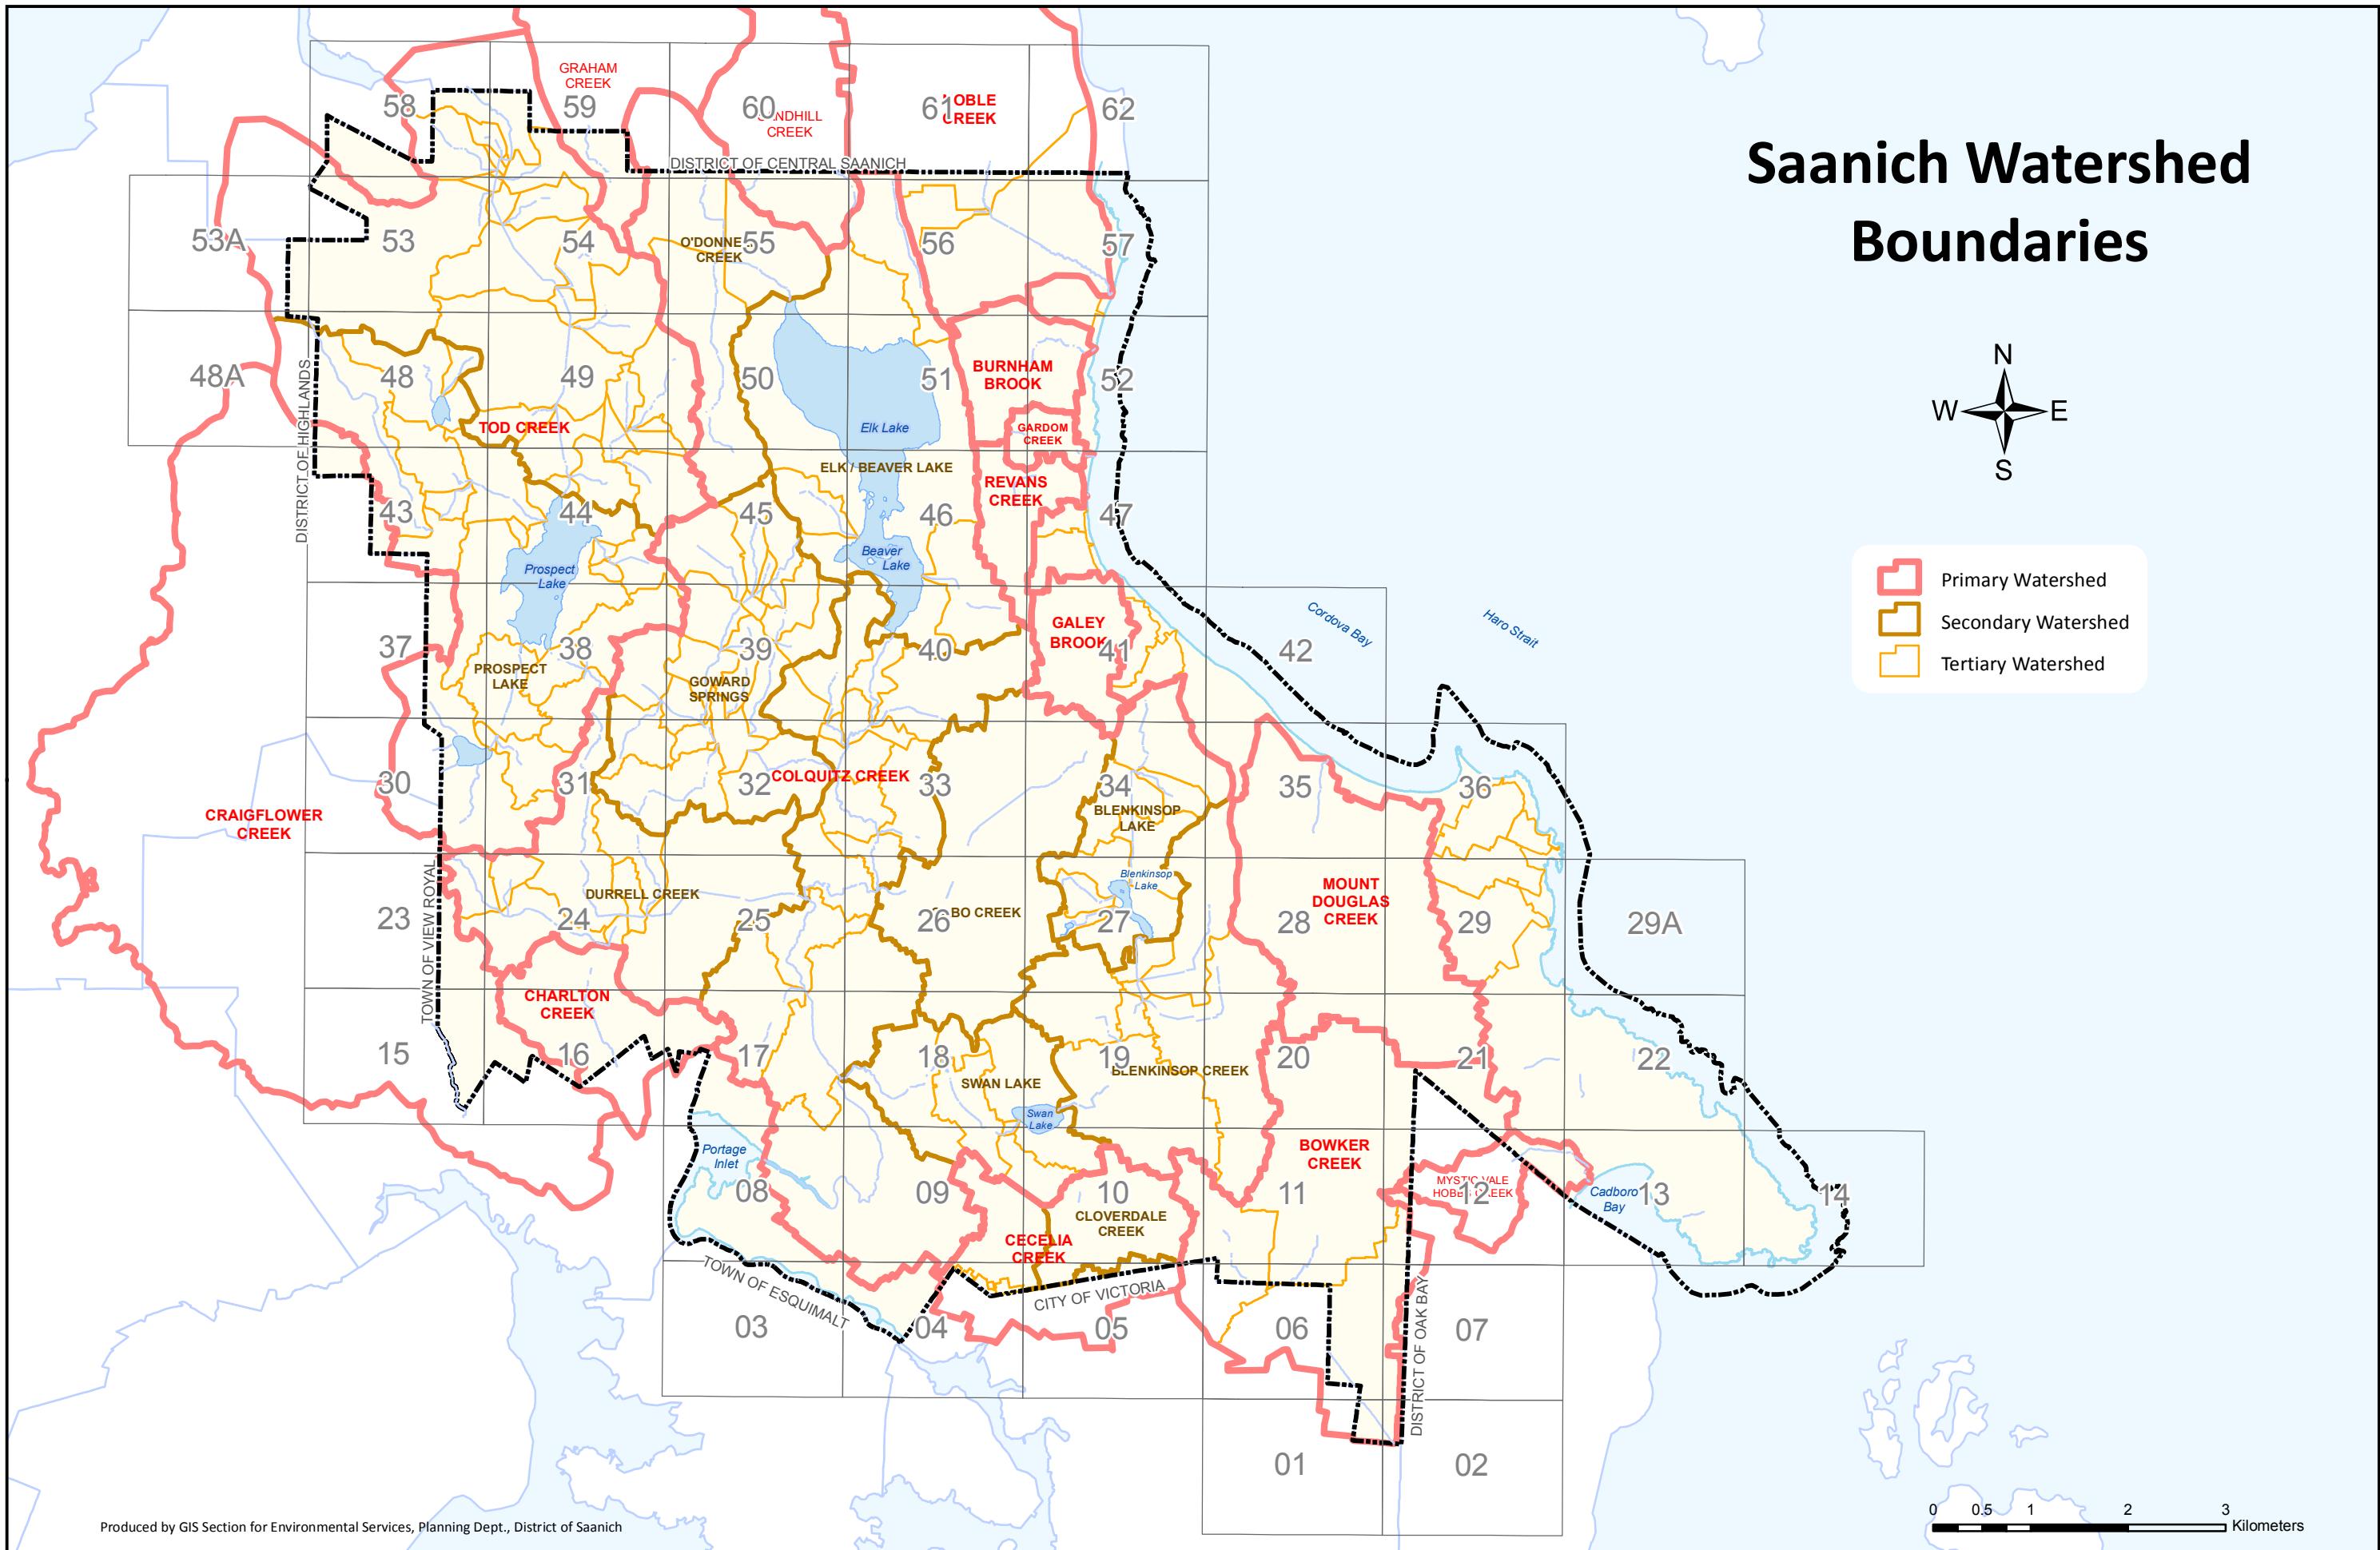 Saanich Watershed
Boundaries
N
W
E
S
Primary Watershed
Secondary Watershed
Tertiary Watershed
GRAHAM
CREEK
58
59
60
61
62
CREEK
CREEK
DISTRICT OF CENTRAL SAANICH
53A
53
54
O'DONNE
CREEK
55
56
57
48A
48
49
50
51
52
BURNHAM
BROOK
TOD CREEK
Elk Lake
GARDOM
CREEK
DISTRICT OF HIGHLANDS
ELK / BEAVER LAKE
REVANS
CREEK
43
44
45
46
47
Prospect
Lake
Beaver
Lake
37
38
39
40
GALEY
BROOK
41
42
Cordova Bay
Haro Strait
PROSPECT
LAKE
GOWARD
SPRINGS
30
31
32
COLQUITZ CREEK
33
34
35
36
CRAIGFLOWER
CREEK
BLENKINSOP
LAKE
TOWN OF VIEW ROYAL
23
24
DURRELL CREEK
25
26
BO CREEK
27
Blenkinsop
Lake
28
MOUNT
DOUGLAS
CREEK
29
29A
CHARLTON
CREEK
15
16
17
18
19
20
21
22
SWAN LAKE
BLENKINSOP CREEK
Swan
Lake
Portage
Inlet
08
09
10
11
12
13
14
BOWKER
CREEK
MYSTIC VALE
CREEK
Cadboro
Bay
CLOVERDALE
CREEK
CECELIA
CREEK
TOWN OF ESQUIMALT
CITY OF VICTORIA
DISTRICT OF OAK BAY
03
04
05
06
07
01
02
0 0.5 1 2 3
Kilometers
Produced by GIS Section for Environmental Services, Planning Dept., District of Saanich